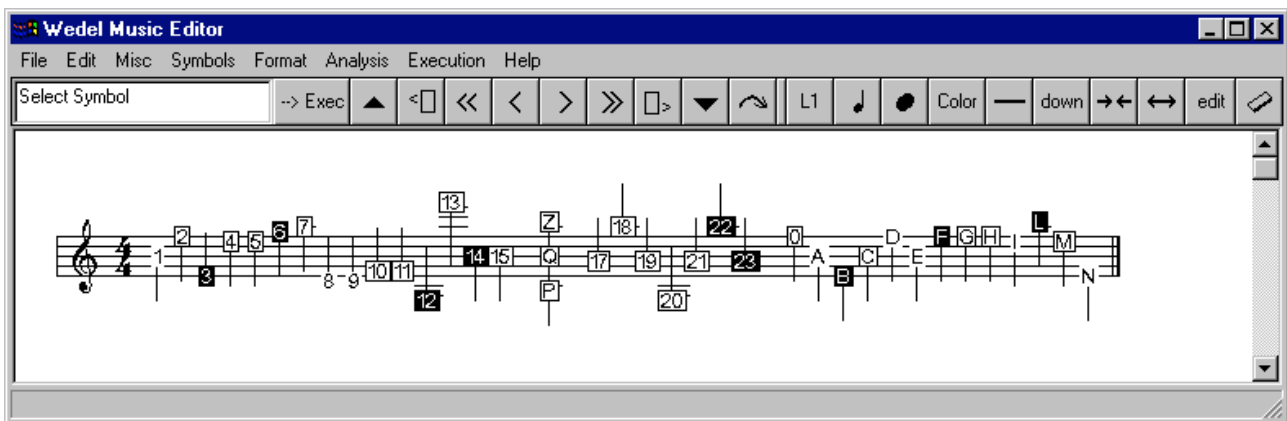 Wedel Music Editor
File Edit Misc Symbols Format Analysis Execution Help
Select Symbol --> Exec L1 Color down edit
13
Z 18 22 L
2 4 5 6 7 0 D F G H I M
1 14 15 Q 17 19 21 23 A C E
3 8 9 10 11 B N
12 P 20